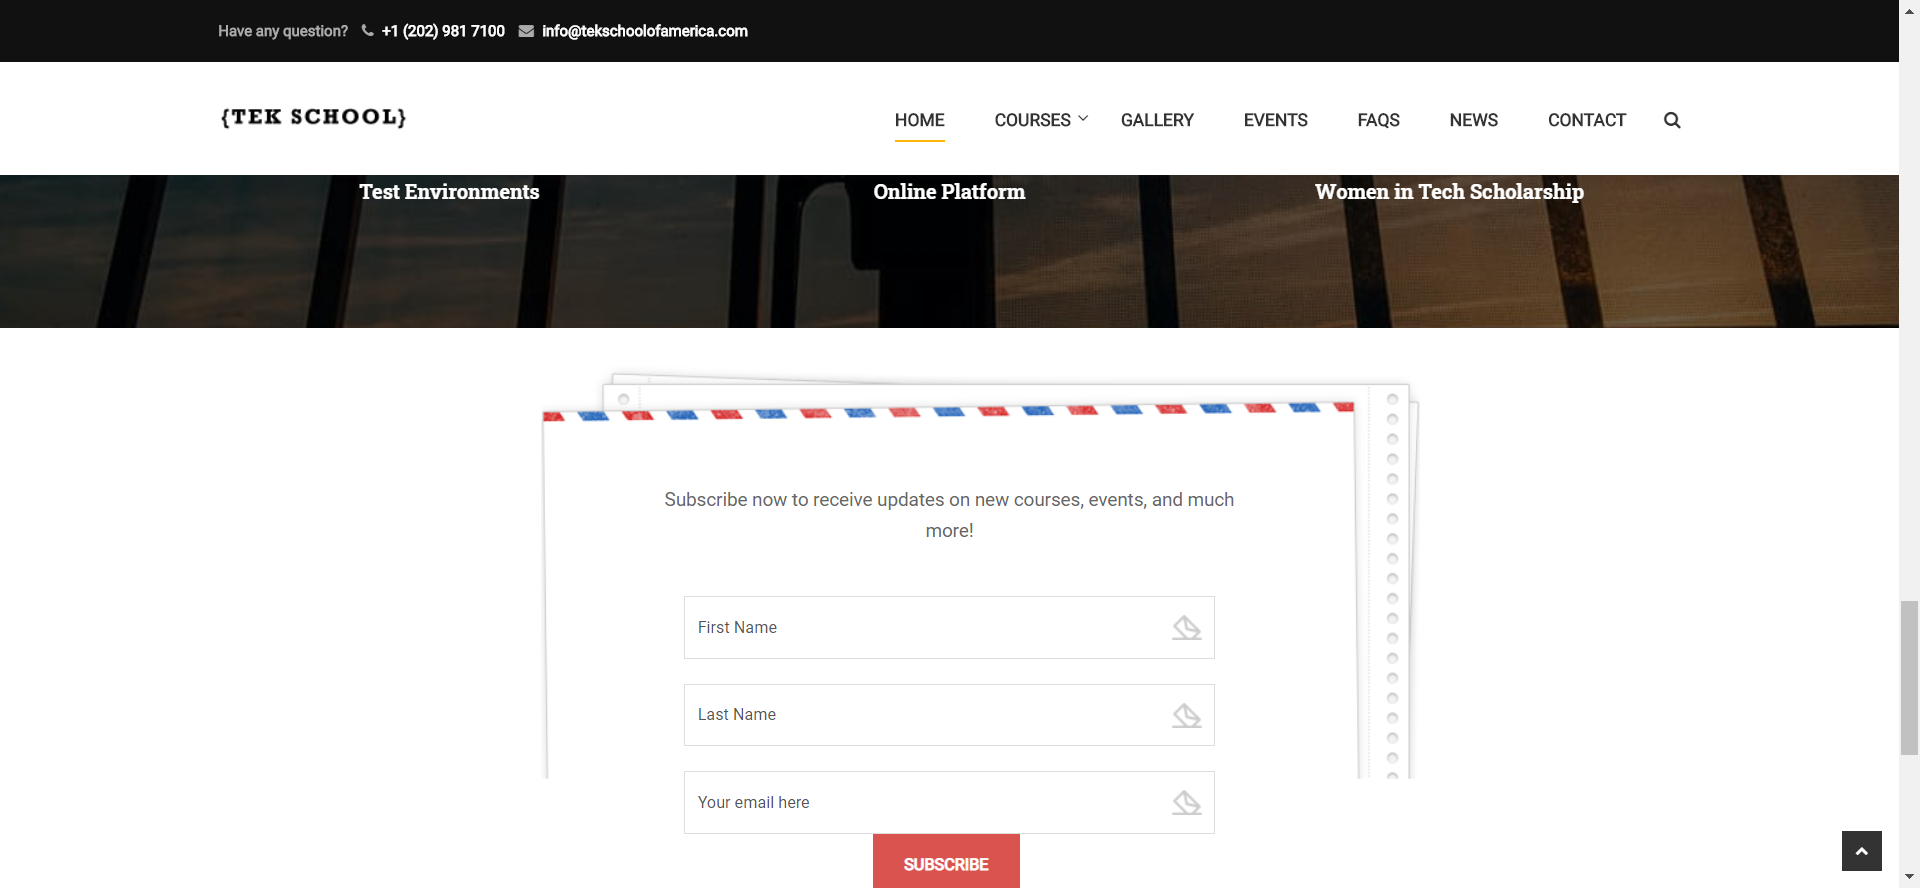 Have any question? +1 (202) 981 7100 info@tekschoolofamerica.com
{TEK SCHOOL}
HOME COURSES GALLERY EVENTS FAQS NEWS CONTACT
Test Environments
Online Platform
Women in Tech Scholarship
Subscribe now to receive updates on new courses, events, and much
more!
First Name
Last Name
Your email here
SUBSCRIBE